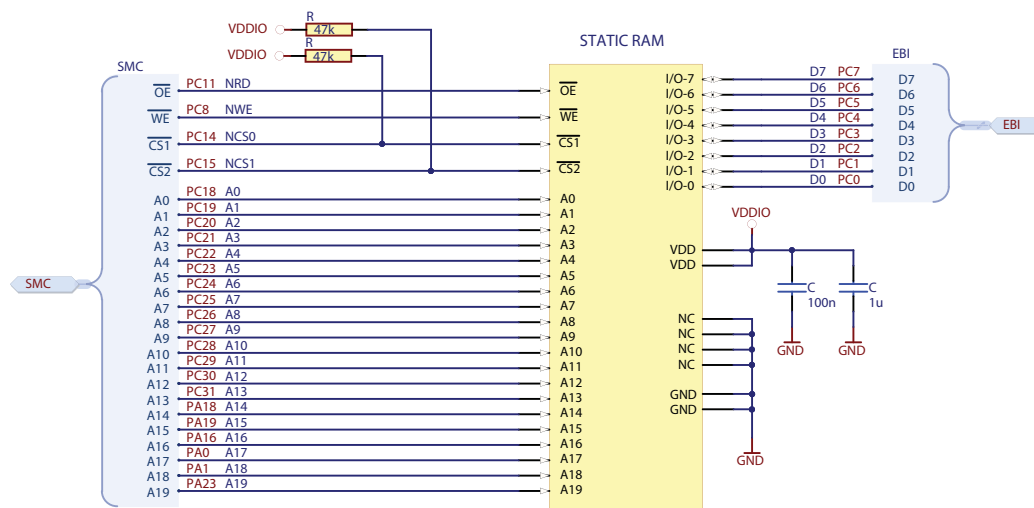 R
VDDIO 47k
R
VDDIO 47k
STATIC RAM
SMC
EBI
OE PC11 NRD OE
WE PC8 NWE WE
CS1 PC14 NCS0 CS1
CS2 PC15 NCS1 CS2
A0 PC18 A0 A0
A1 PC19 A1 A1
A2 PC20 A2 A2
A3 PC21 A3 A3
A4 PC22 A4 A4
A5 PC23 A5 A5
A6 PC24 A6 A6
A7 PC25 A7 A7
A8 PC26 A8 A8
A9 PC27 A9 A9
A10 PC28 A10 A10
A11 PC29 A11 A11
A12 PC30 A12 A12
A13 PC31 A13 A13
A14 PA18 A14 A14
A15 PA19 A15 A15
A16 PA16 A16 A16
A17 PA0 A17 A17
A18 PA1 A18 A18
A19 PA23 A19 A19
SMC
I/O-7 D7 PC7 D7
I/O-6 D6 PC6 D6
I/O-5 D5 PC5 D5
I/O-4 D4 PC4 D4
I/O-3 D3 PC3 D3
I/O-2 D2 PC2 D2
I/O-1 D1 PC1 D1
I/O-0 D0 PC0 D0
EBI
VDDIO
VDD
VDD
C
100n
C
1u
GND
GND
NC
NC
NC
NC
GND
GND
GND